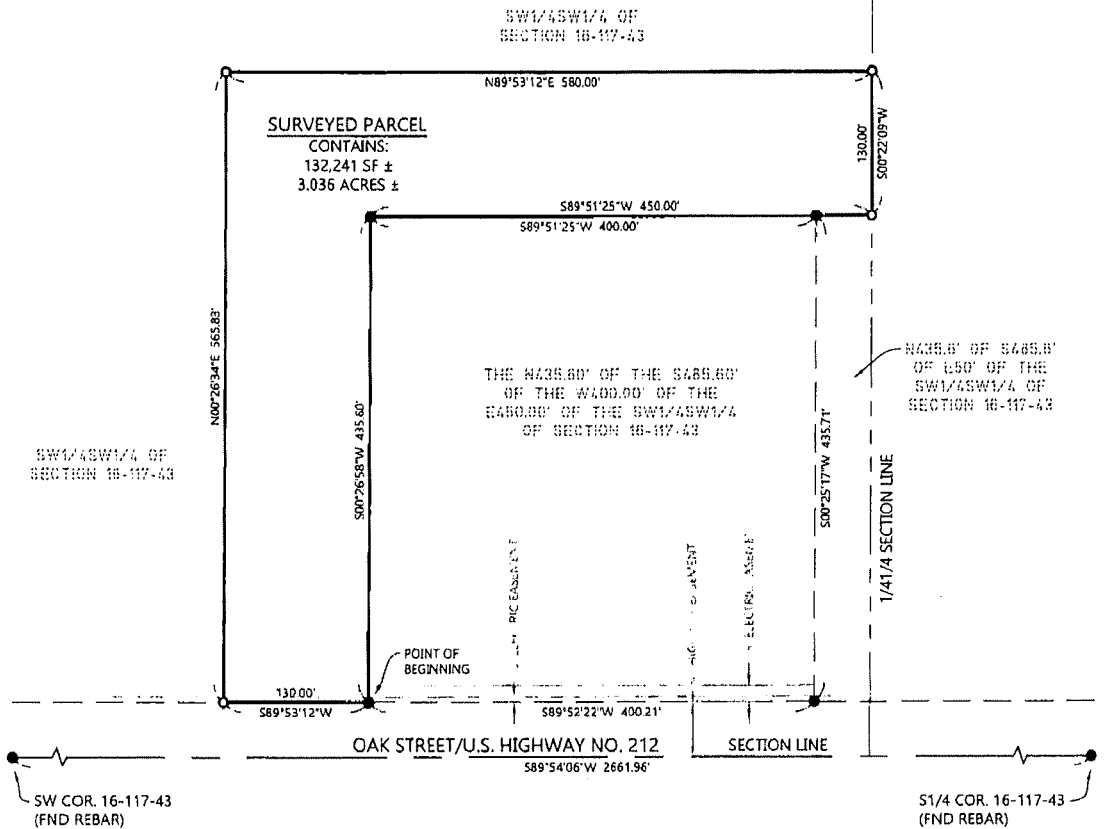 SW1/4SW1/4 OF
SECTION 16-117-43
N89°53'12"E 580.00'
SURVEYED PARCEL
CONTAINS:
132,241 SF ±
3.036 ACRES ±
130.00'
S00°22'09"W
S89°51'25"W 450.00'
S89°51'25"W 400.00'
N00°26'34"E 565.83'
S00°26'58"W 435.60'
THE N435.60' OF THE S485.60'
OF THE W400.00' OF THE
E450.00' OF THE SW1/4SW1/4
OF SECTION 16-117-43
S00°25'17"W 435.71'
N435.6' OF S485.6'
OF E50' OF THE
SW1/4SW1/4 OF
SECTION 16-117-43
SW1/4SW1/4 OF
SECTION 16-117-43
1/41/4 SECTION LINE
EASEMENT
ELECTRIC
POINT OF
BEGINNING
130.00'
S89°53'12"W
S89°52'22"W 400.21'
OAK STREET/U.S. HIGHWAY NO. 212
SECTION LINE
S89°54'06"W 2661.96'
SW COR. 16-117-43
(FND REBAR)
S1/4 COR. 16-117-43
(FND REBAR)